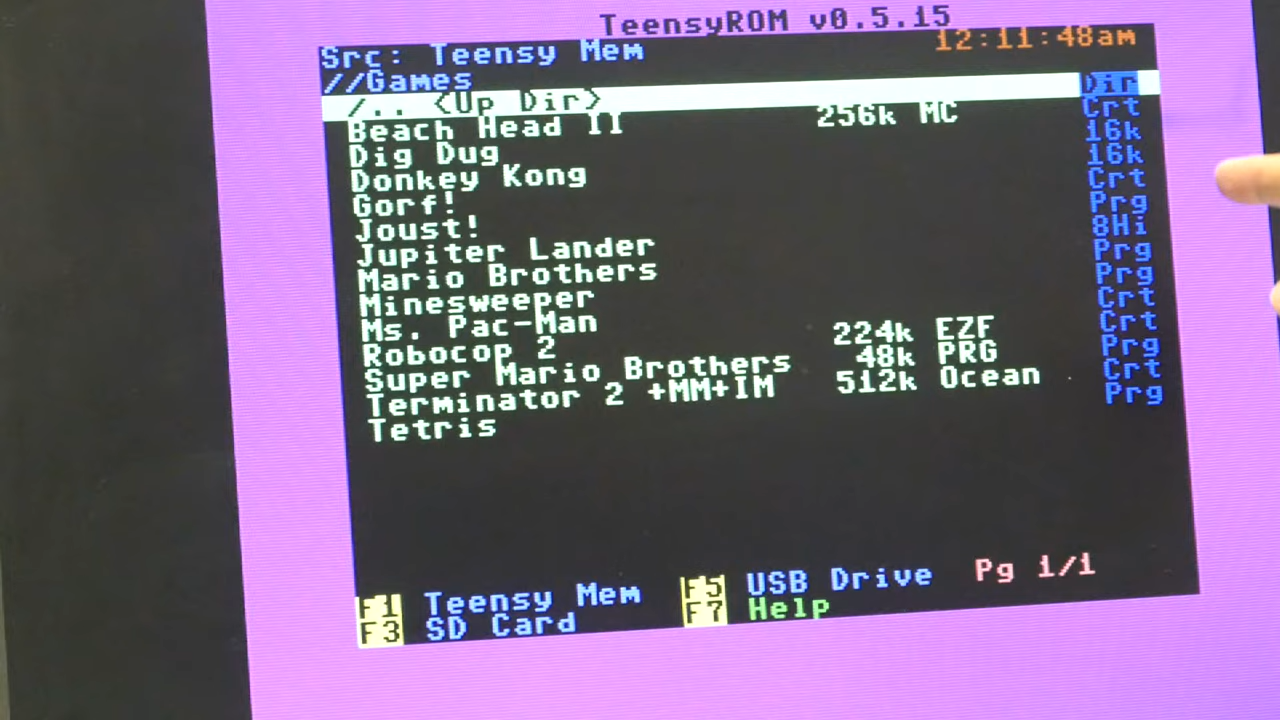 TeensyROM v0.5.15
Src: Teensy Mem 12:11:48am
//Games
/.. <Up Dir> Dir
Beach Head II 256k MC Crt
Dig Dug 16k
Donkey Kong 16k
Gorf! Crt
Joust! Prg
Jupiter Lander 8Hi
Mario Brothers Prg
Minesweeper Prg
Ms. Pac-Man Crt
Robocop 2 224k EZF Crt
Super Mario Brothers 48k PRG Prg
Terminator 2 +MM+IM 512k Ocean Crt
Tetris Prg
F1 Teensy Mem F5 USB Drive Pg 1/1
F3 SD Card F7 Help